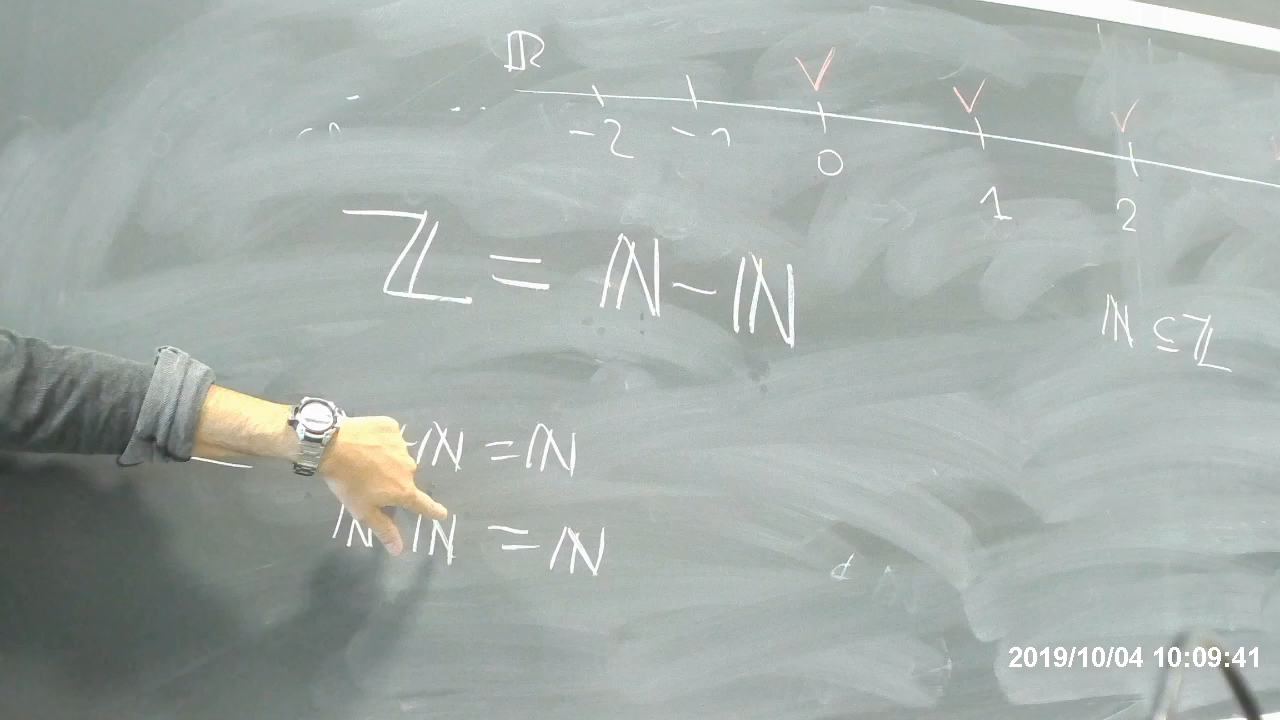 ℝ
-2 -1 0 1 2
ℤ = ℕ - ℕ
ℕ ⊆ ℤ
ℕ = ℕ
ℕ ℕ = ℕ
2019/10/04 10:09:41